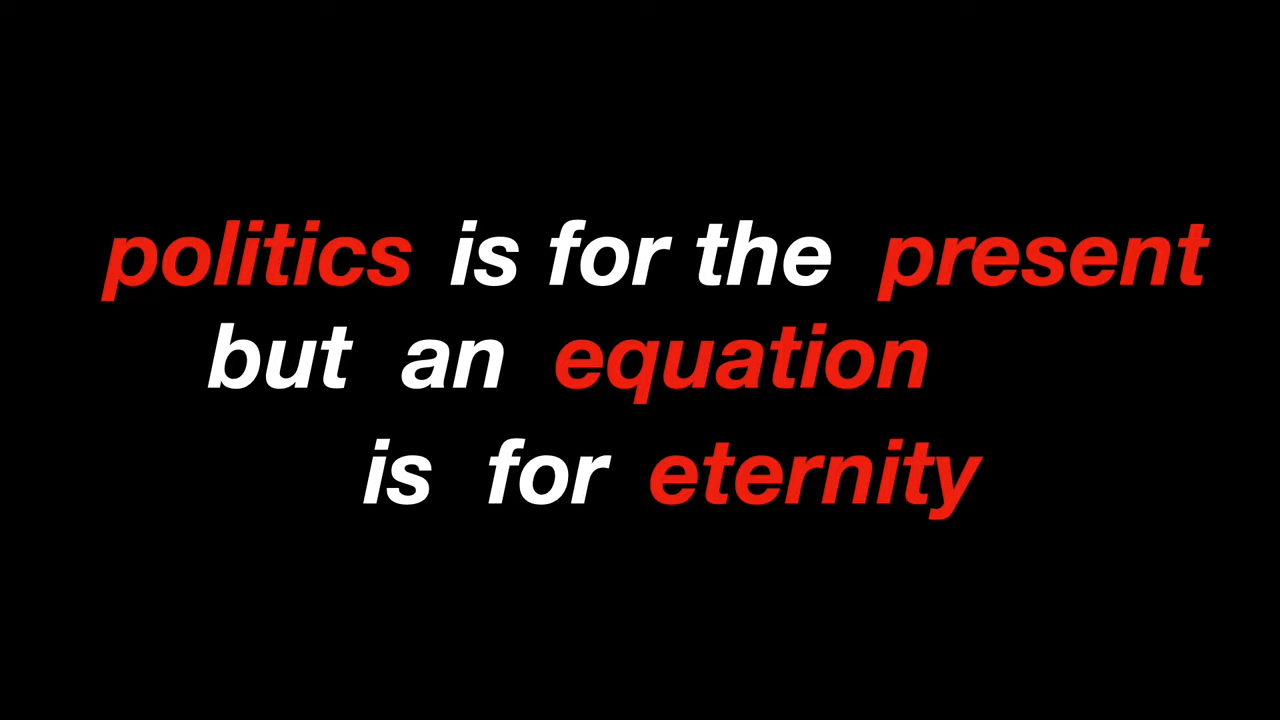 politics is for the present
but an equation
is for eternity